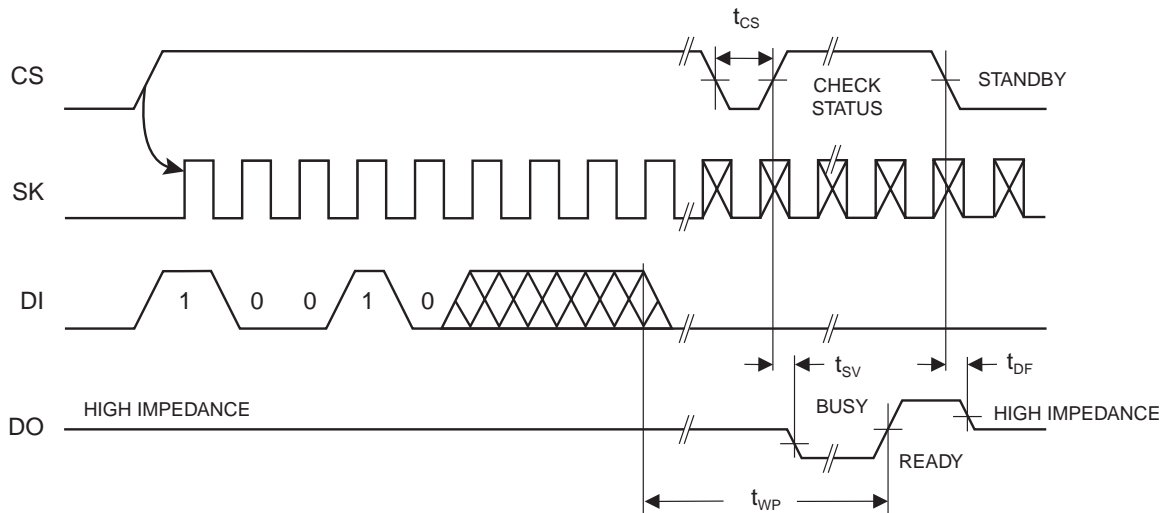 tCS
CS
CHECK
STATUS
STANDBY
SK
DI
1 0 0 1 0
tSV
tDF
DO
HIGH IMPEDANCE
BUSY
HIGH IMPEDANCE
READY
tWP